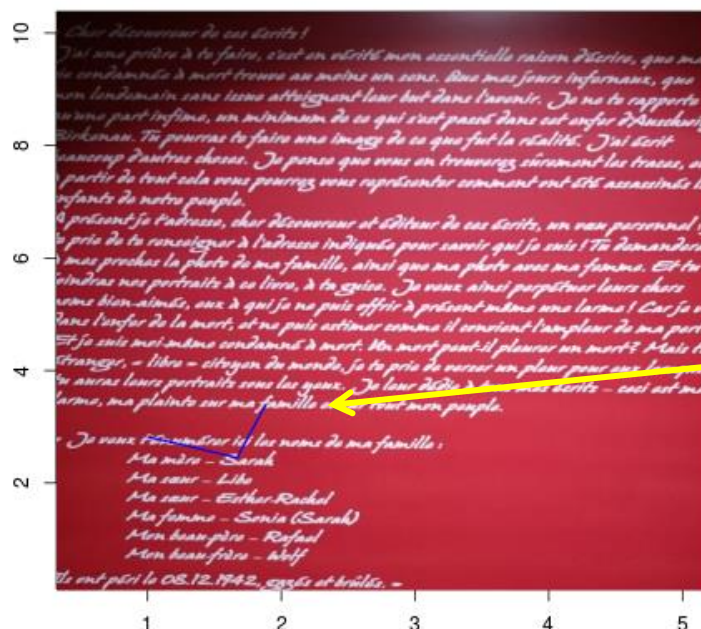 10
8
6
4
2
Cher découvreur de ces écrits !
J'ai une prière à te faire, c'est en vérité mon essentielle raison d'écrire, que ma
vie condamnée à mort trouve au moins un sens. Que mes jours infernaux, que
mon lendemain sans issue atteignent leur but dans l'avenir. Je ne te rapporte
qu'une part infime, un minimum de ce qui s'est passé dans cet enfer d'Auschwitz
Birkenau. Tu pourras te faire une image de ce que fut la réalité. J'ai écrit
beaucoup d'autres choses. Je pense que vous en trouverez sûrement les traces, et
à partir de tout cela vous pourrez vous représenter comment ont été assassinés les
enfants de notre peuple.
A présent je t'adresse, cher découvreur et éditeur de ces écrits, un vœu personnel :
je prie de te renseigner à l'adresse indiquée pour savoir qui je suis ! Tu demanderas
à mes proches la photo de ma famille, ainsi que ma photo avec ma femme. Et tu
joindras nos portraits à ce livre, à ta guise. Je veux ainsi perpétuer leurs chers
noms bien-aimés, eux à qui je ne puis offrir à présent même une larme ! Car je
dans l'enfer de la mort, et ne puis estimer comme il convient l'ampleur de ma
Et je suis moi-même condamné à mort. Un mort peut-il pleurer un mort? Mais
étranger, - libre - citoyen du monde, je te prie de verser un pleur pour eux
tu auras leurs portraits sous les yeux. Je leur dédie écrits - ceci est ma
larme, ma plainte sur ma famille tout mon peuple.
- Je veux énumérer ici les noms de ma famille :
Ma mère - Sarah
Ma sœur - Libe
Ma sœur - Esther-Rachel
Ma femme - Sonia (Sarah)
Mon beau-père - Rafael
Mon beau-frère - Wolf
Ils ont péri le 08.12.1942, gazés et brûlés. -
1 2 3 4 5